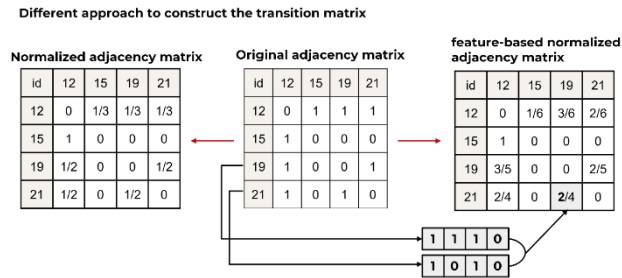 Different approach to construct the transition matrix
Normalized adjacency matrix
id 12 15 19 21
12 0 1/3 1/3 1/3
15 1 0 0 0
19 1/2 0 0 1/2
21 1/2 0 1/2 0
Original adjacency matrix
id 12 15 19 21
12 0 1 1 1
15 1 0 0 0
19 1 0 0 1
21 1 0 1 0
feature-based normalized
adjacency matrix
id 12 15 19 21
12 0 1/6 3/6 2/6
15 1 0 0 0
19 3/5 0 0 2/5
21 2/4 0 2/4 0
1 1 1 0
1 0 1 0